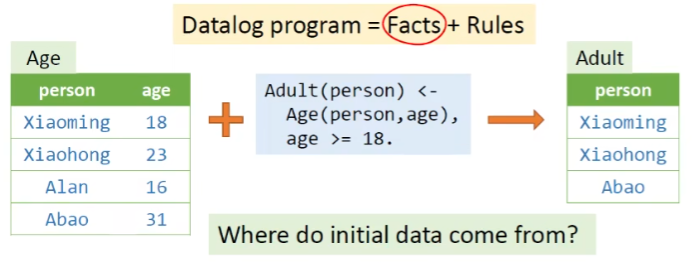 Datalog program = Facts + Rules
Age
person age
Xiaoming 18
Xiaohong 23
Alan 16
Abao 31
+
Adult(person) <-
Age(person,age),
age >= 18.
Adult
person
Xiaoming
Xiaohong
Abao
Where do initial data come from?